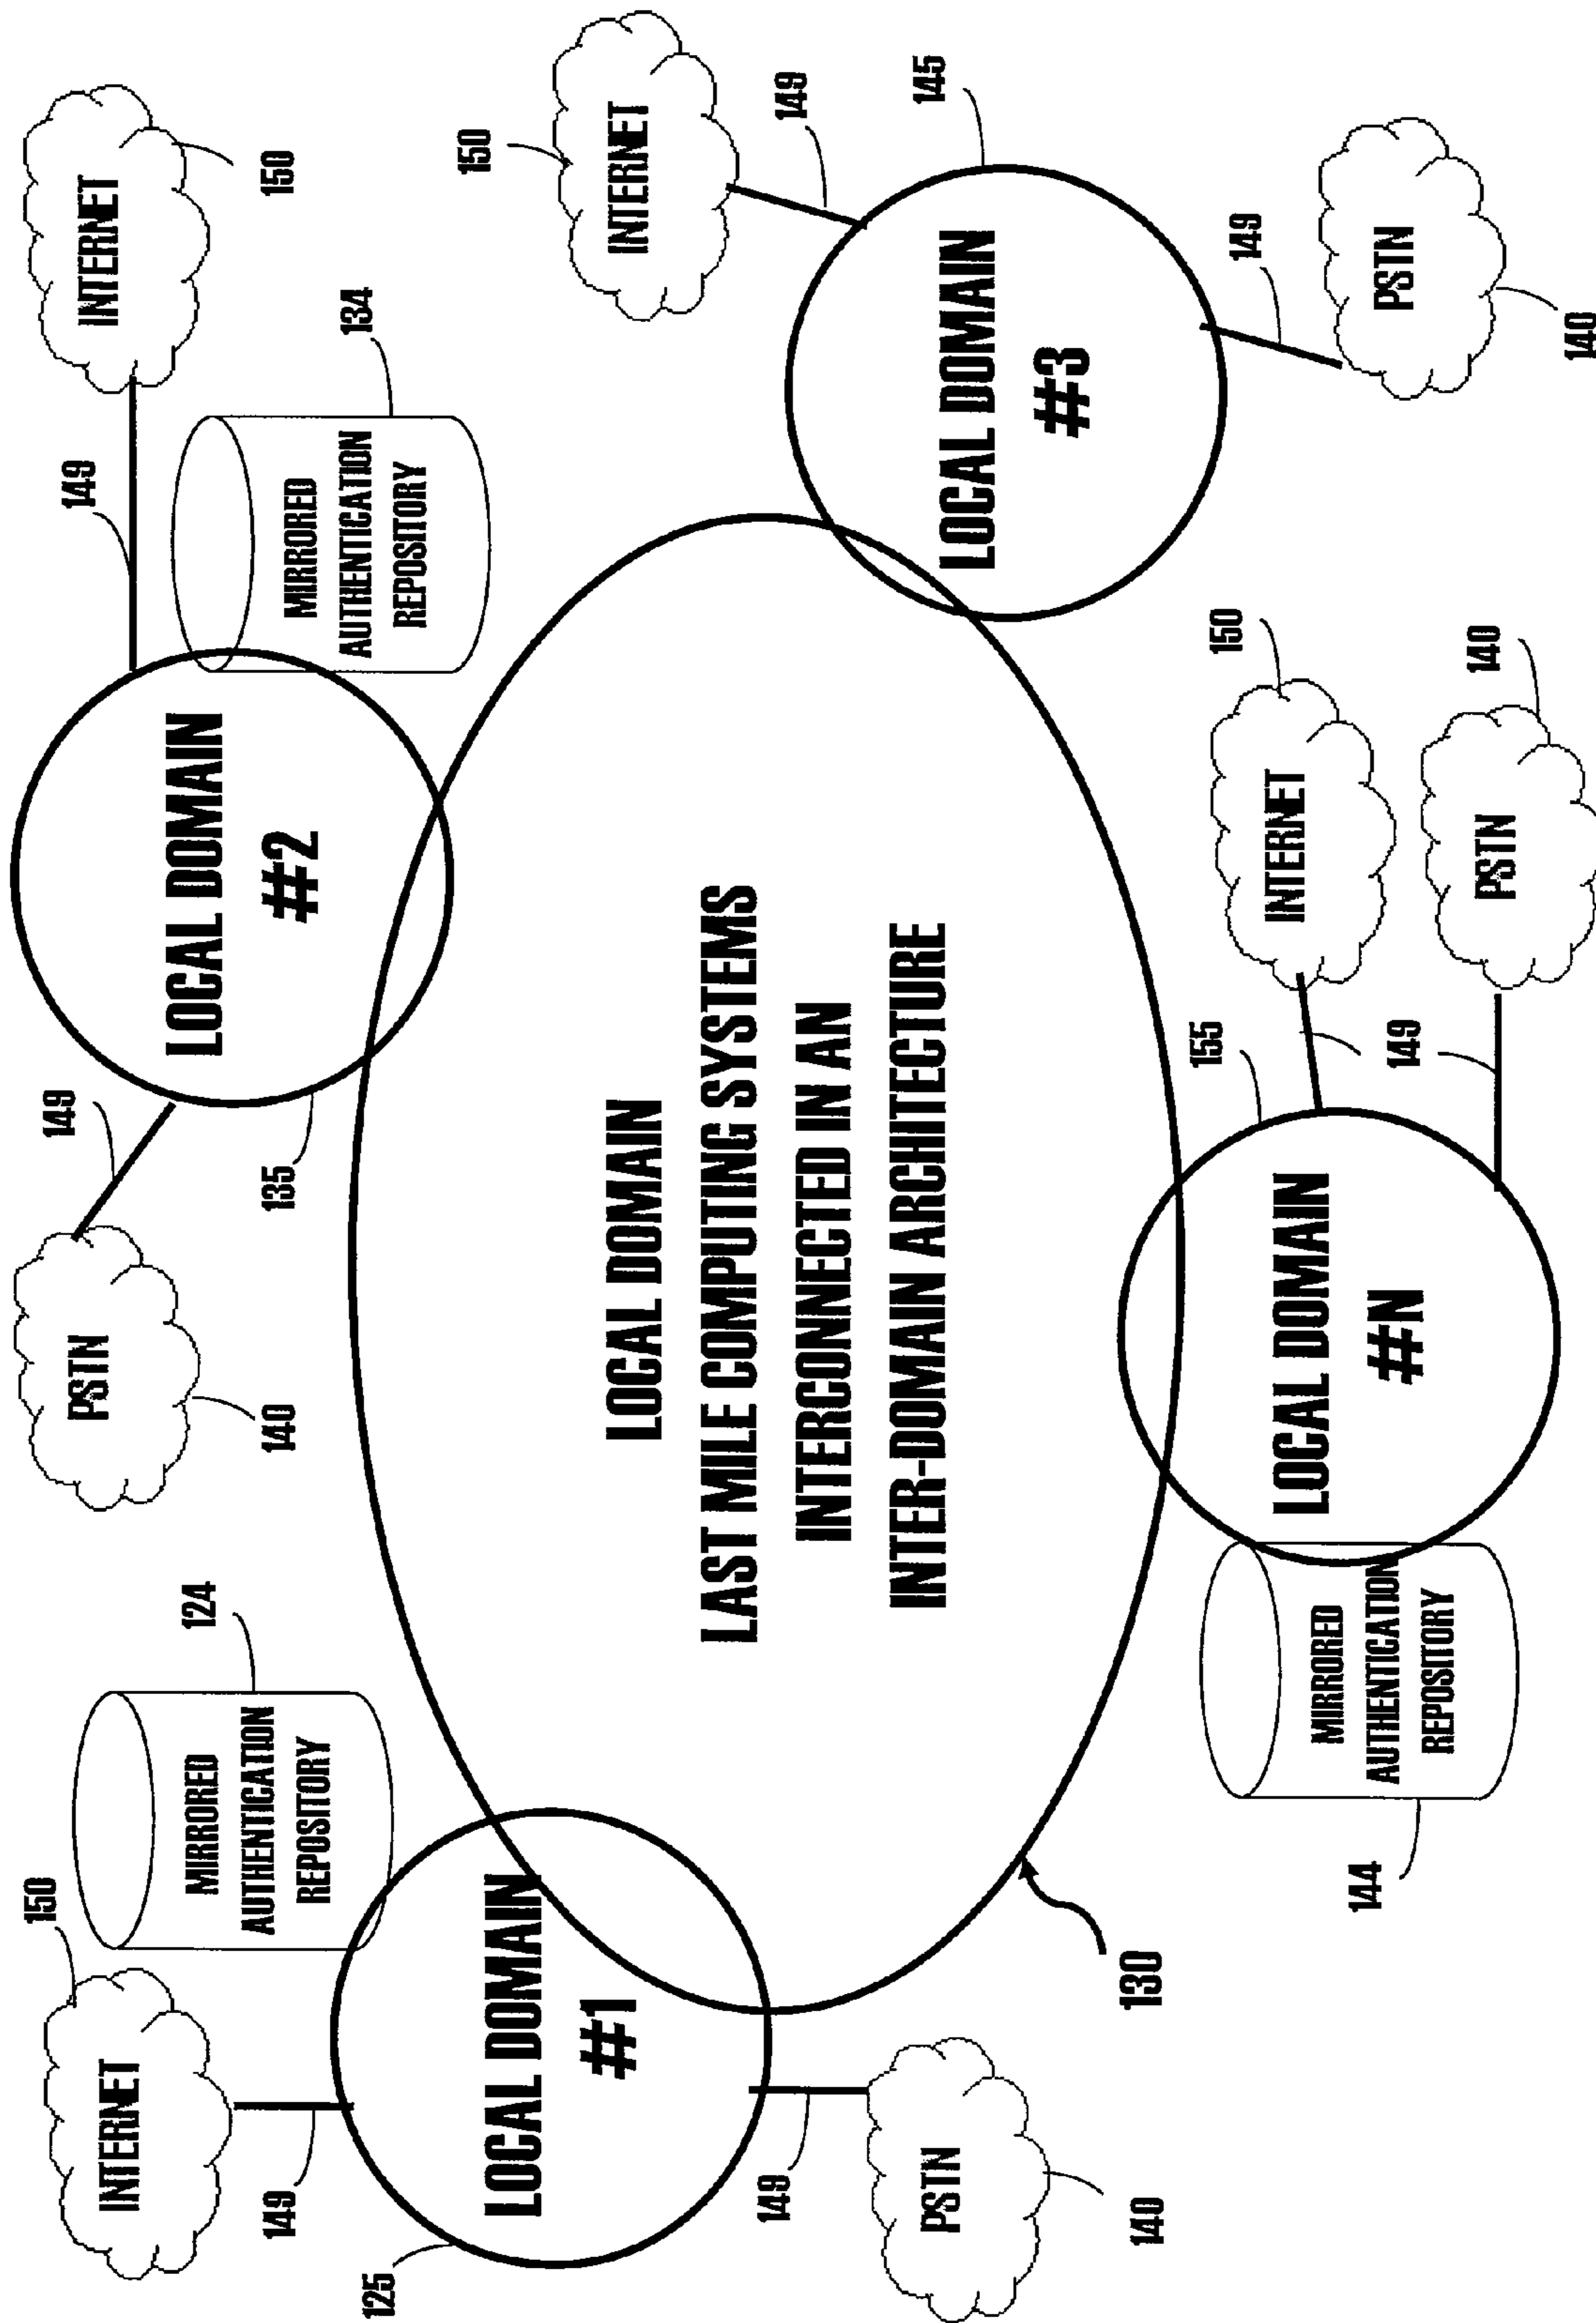 INTERNET
150
149
124
MIRRORED
AUTHENTICATION
REPOSITORY
125
LOCAL DOMAIN
#1
149
PSTN
140
PSTN
140
149
135
LOCAL DOMAIN
#2
149
INTERNET
150
134
MIRRORED
AUTHENTICATION
REPOSITORY
LOCAL DOMAIN
LAST MILE COMPUTING SYSTEMS
INTERCONNECTED IN AN
INTER-DOMAIN ARCHITECTURE
130
150
INTERNET
149
145
LOCAL DOMAIN
#3
149
PSTN
140
MIRRORED
AUTHENTICATION
REPOSITORY
144
LOCAL DOMAIN
#N
155
149
INTERNET
150
PSTN
140